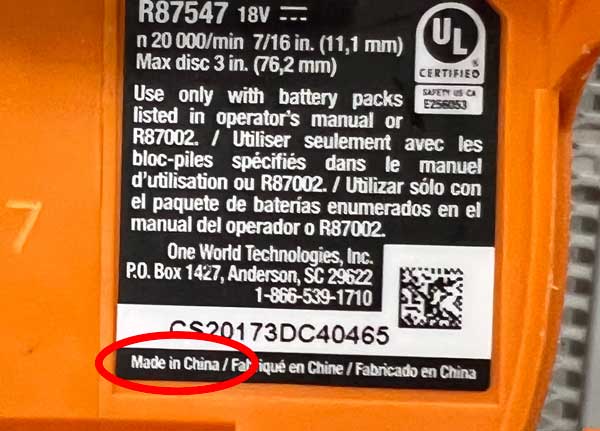 R87547 18V
n 20 000/min 7/16 in. (11,1 mm)
Max disc 3 in. (76,2 mm)
UL
CERTIFIED
SAFETY US-CA
E256053
Use only with battery packs
listed in operator's manual or
R87002. / Utiliser seulement avec les
bloc-piles spécifiés dans le manuel
d'utilisation ou R87002. / Utilizar sólo con
el paquete de baterías enumerados en el
manual del operador o R87002.
One World Technologies, Inc.
P.O. Box 1427, Anderson, SC 29622
1-866-539-1710
CS20173DC40465
Made in China / Fabriqué en Chine / Fabricado en China
7